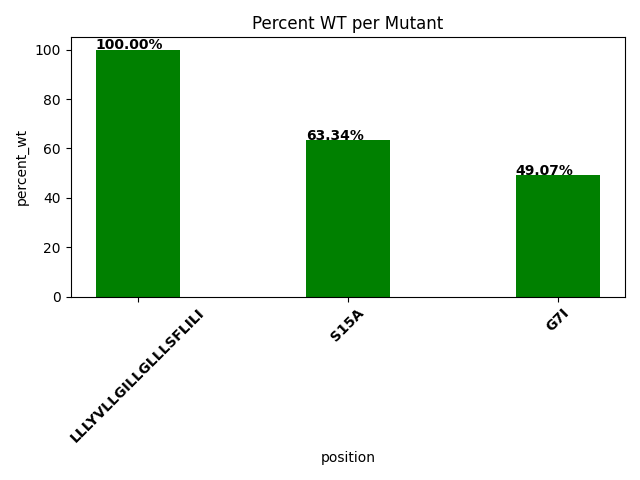 Percent WT per Mutant
percent_wt
100
80
60
40
20
0
100.00%
63.34%
49.07%
LLLYVLLGILLGLLLSFLILI
S15A
G7I
position